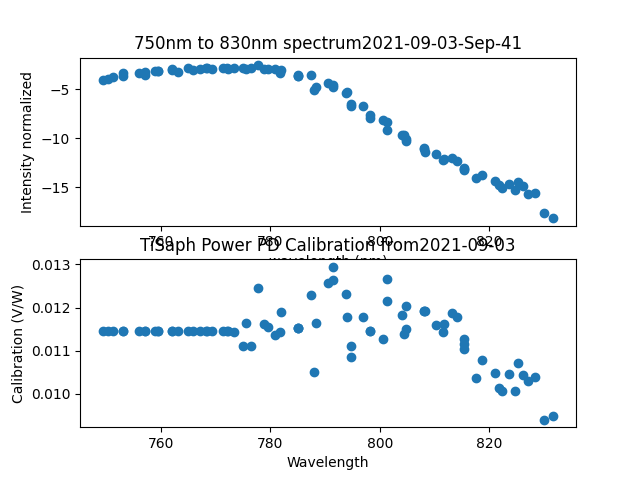 750nm to 830nm spectrum2021-09-03-Sep-41
Intensity normalized
−5
−10
−15
760 780 800 820
wavelength (nm)
TiSaph Power PD Calibration from2021-09-03
Calibration (V/W)
0.013
0.012
0.011
0.010
760 780 800 820
Wavelength